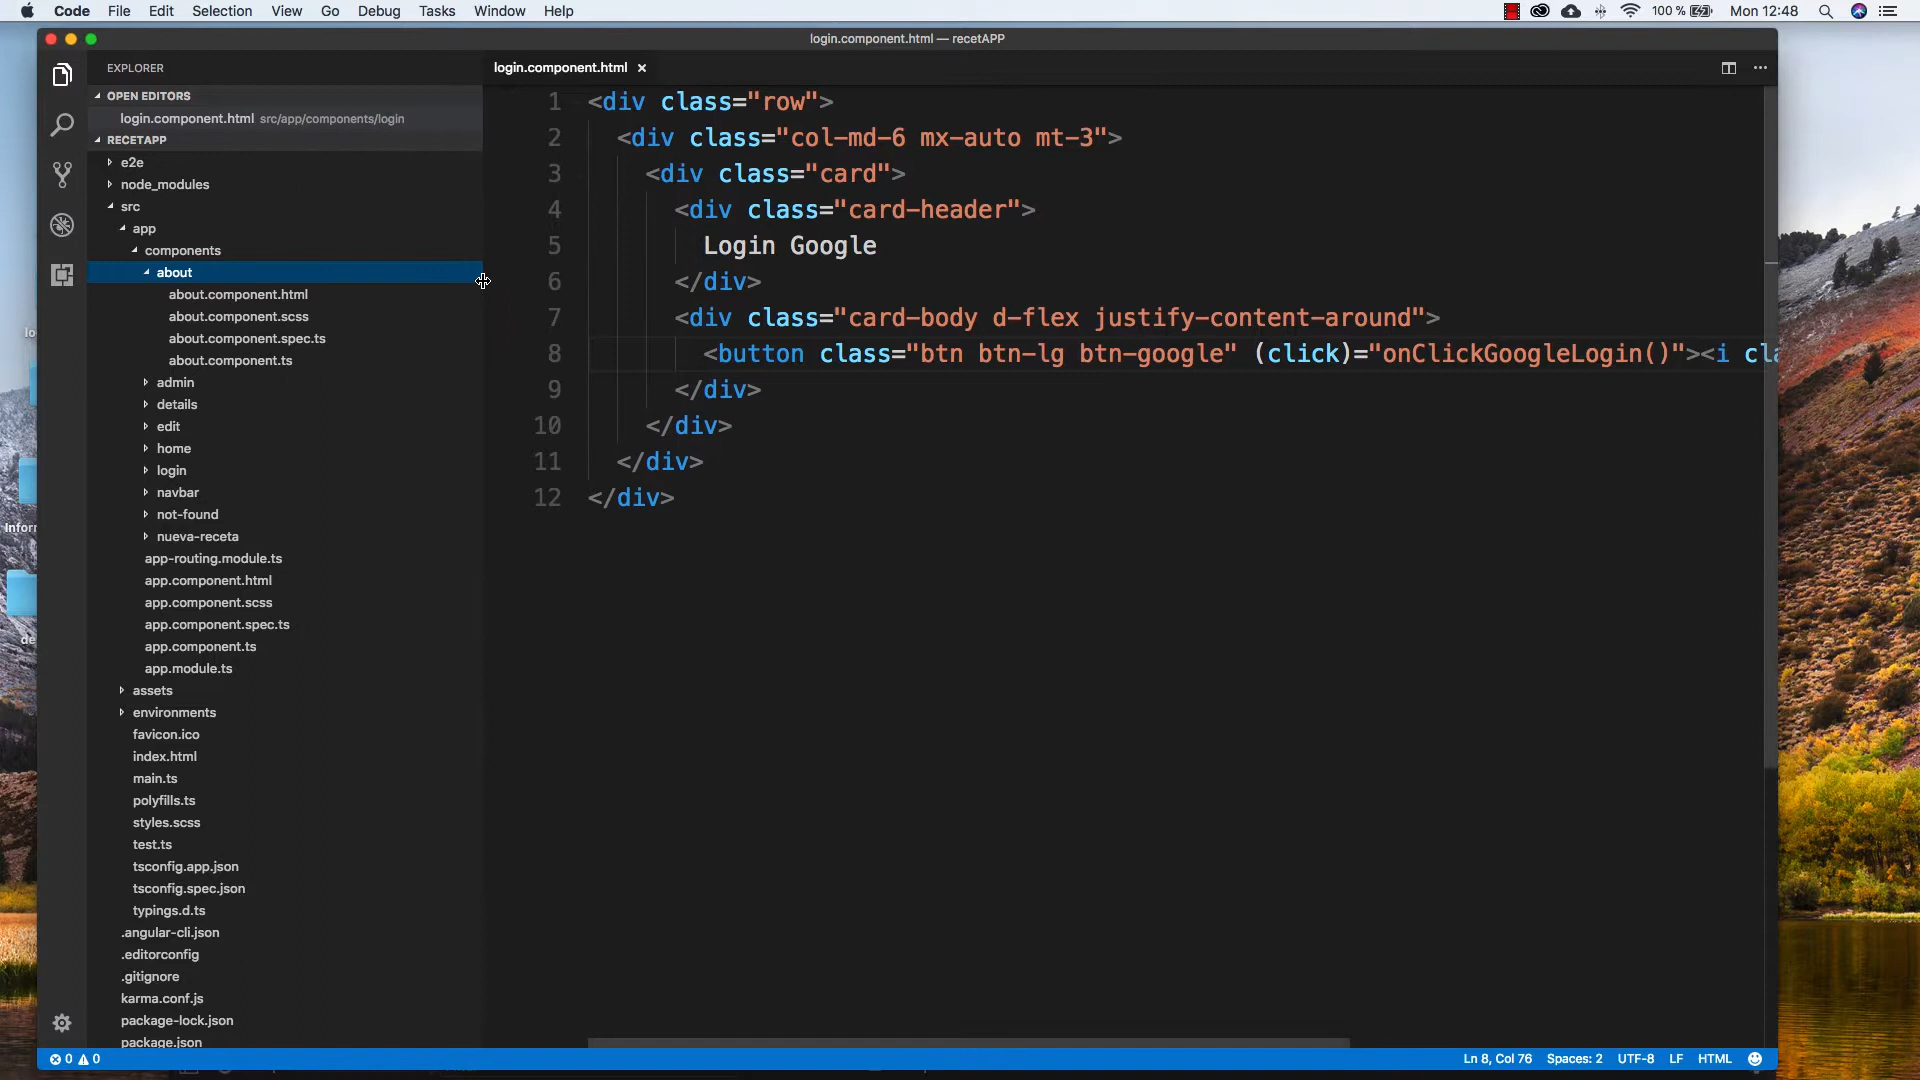 Code File Edit Selection View Go Debug Tasks Window Help 100 % Mon 12:48
login.component.html — recetAPP
EXPLORER
OPEN EDITORS
login.component.html src/app/components/login
RECETAPP
e2e
node_modules
src
app
components
about
about.component.html
about.component.scss
about.component.spec.ts
about.component.ts
admin
details
edit
home
login
navbar
not-found
nueva-receta
app-routing.module.ts
app.component.html
app.component.scss
app.component.spec.ts
app.component.ts
app.module.ts
assets
environments
favicon.ico
index.html
main.ts
polyfills.ts
styles.scss
test.ts
tsconfig.app.json
tsconfig.spec.json
typings.d.ts
.angular-cli.json
.editorconfig
.gitignore
karma.conf.js
package-lock.json
package.json
login.component.html ×
1 <div class="row">
2 <div class="col-md-6 mx-auto mt-3">
3 <div class="card">
4 <div class="card-header">
5 Login Google
6 </div>
7 <div class="card-body d-flex justify-content-around">
8 <button class="btn btn-lg btn-google" (click)="onClickGoogleLogin()"><i cla
9 </div>
10 </div>
11 </div>
12 </div>
0 0 Ln 8, Col 76 Spaces: 2 UTF-8 LF HTML